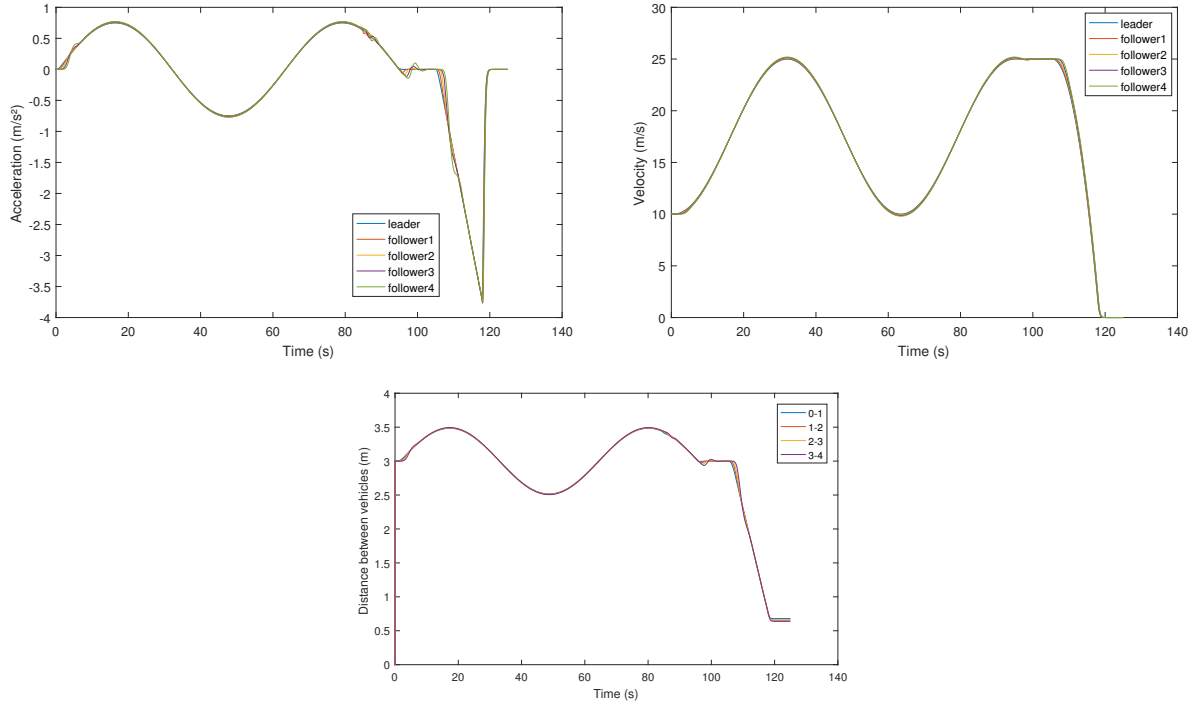 1
0.5
0
-0.5
-1
-1.5
-2
-2.5
-3
-3.5
-4
Acceleration (m/s²)
leader
follower1
follower2
follower3
follower4
0 20 40 60 80 100 120 140
Time (s)
30
25
20
15
10
5
0
Velocity (m/s)
leader
follower1
follower2
follower3
follower4
0 20 40 60 80 100 120 140
Time (s)
4
3.5
3
2.5
2
1.5
1
0.5
0
Distance between vehicles (m)
0-1
1-2
2-3
3-4
0 20 40 60 80 100 120 140
Time (s)